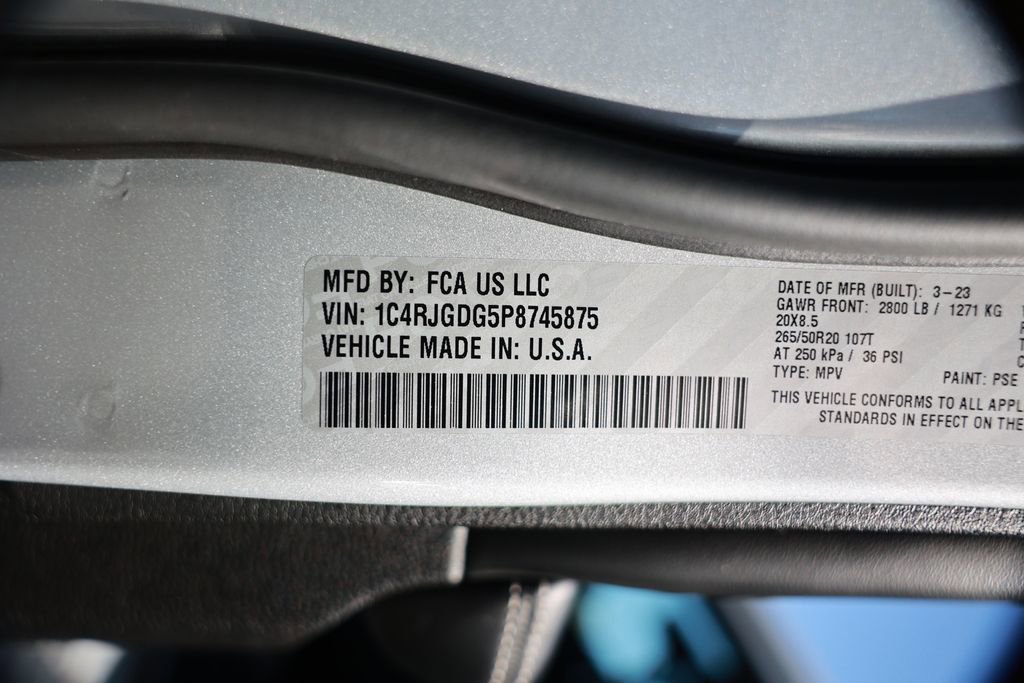 MFD BY: FCA US LLC
VIN: 1C4RJGDG5P8745875
VEHICLE MADE IN: U.S.A.
DATE OF MFR (BUILT): 3-23
GAWR FRONT: 2800 LB / 1271 KG
20X8.5
265/50R20 107T
AT 250 kPa / 36 PSI
TYPE: MPV
PAINT: PSE
THIS VEHICLE CONFORMS TO ALL
STANDARDS IN EFFECT ON THE